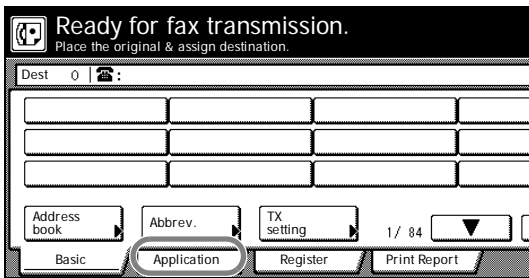 Ready for fax transmission.
Place the original & assign destination.
Dest 0 :
Address book
Abbrev.
TX setting
1/ 84
Basic
Application
Register
Print Report